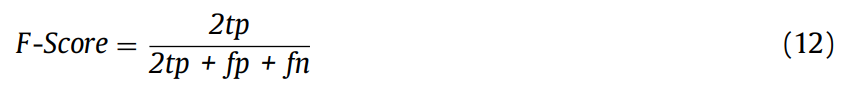 F-Score = 2tp / 2tp + fp + fn (12)